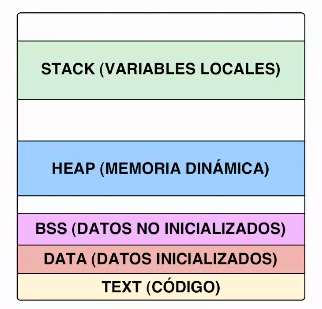 STACK (VARIABLES LOCALES)
HEAP (MEMORIA DINÁMICA)
BSS (DATOS NO INICIALIZADOS)
DATA (DATOS INICIALIZADOS)
TEXT (CÓDIGO)